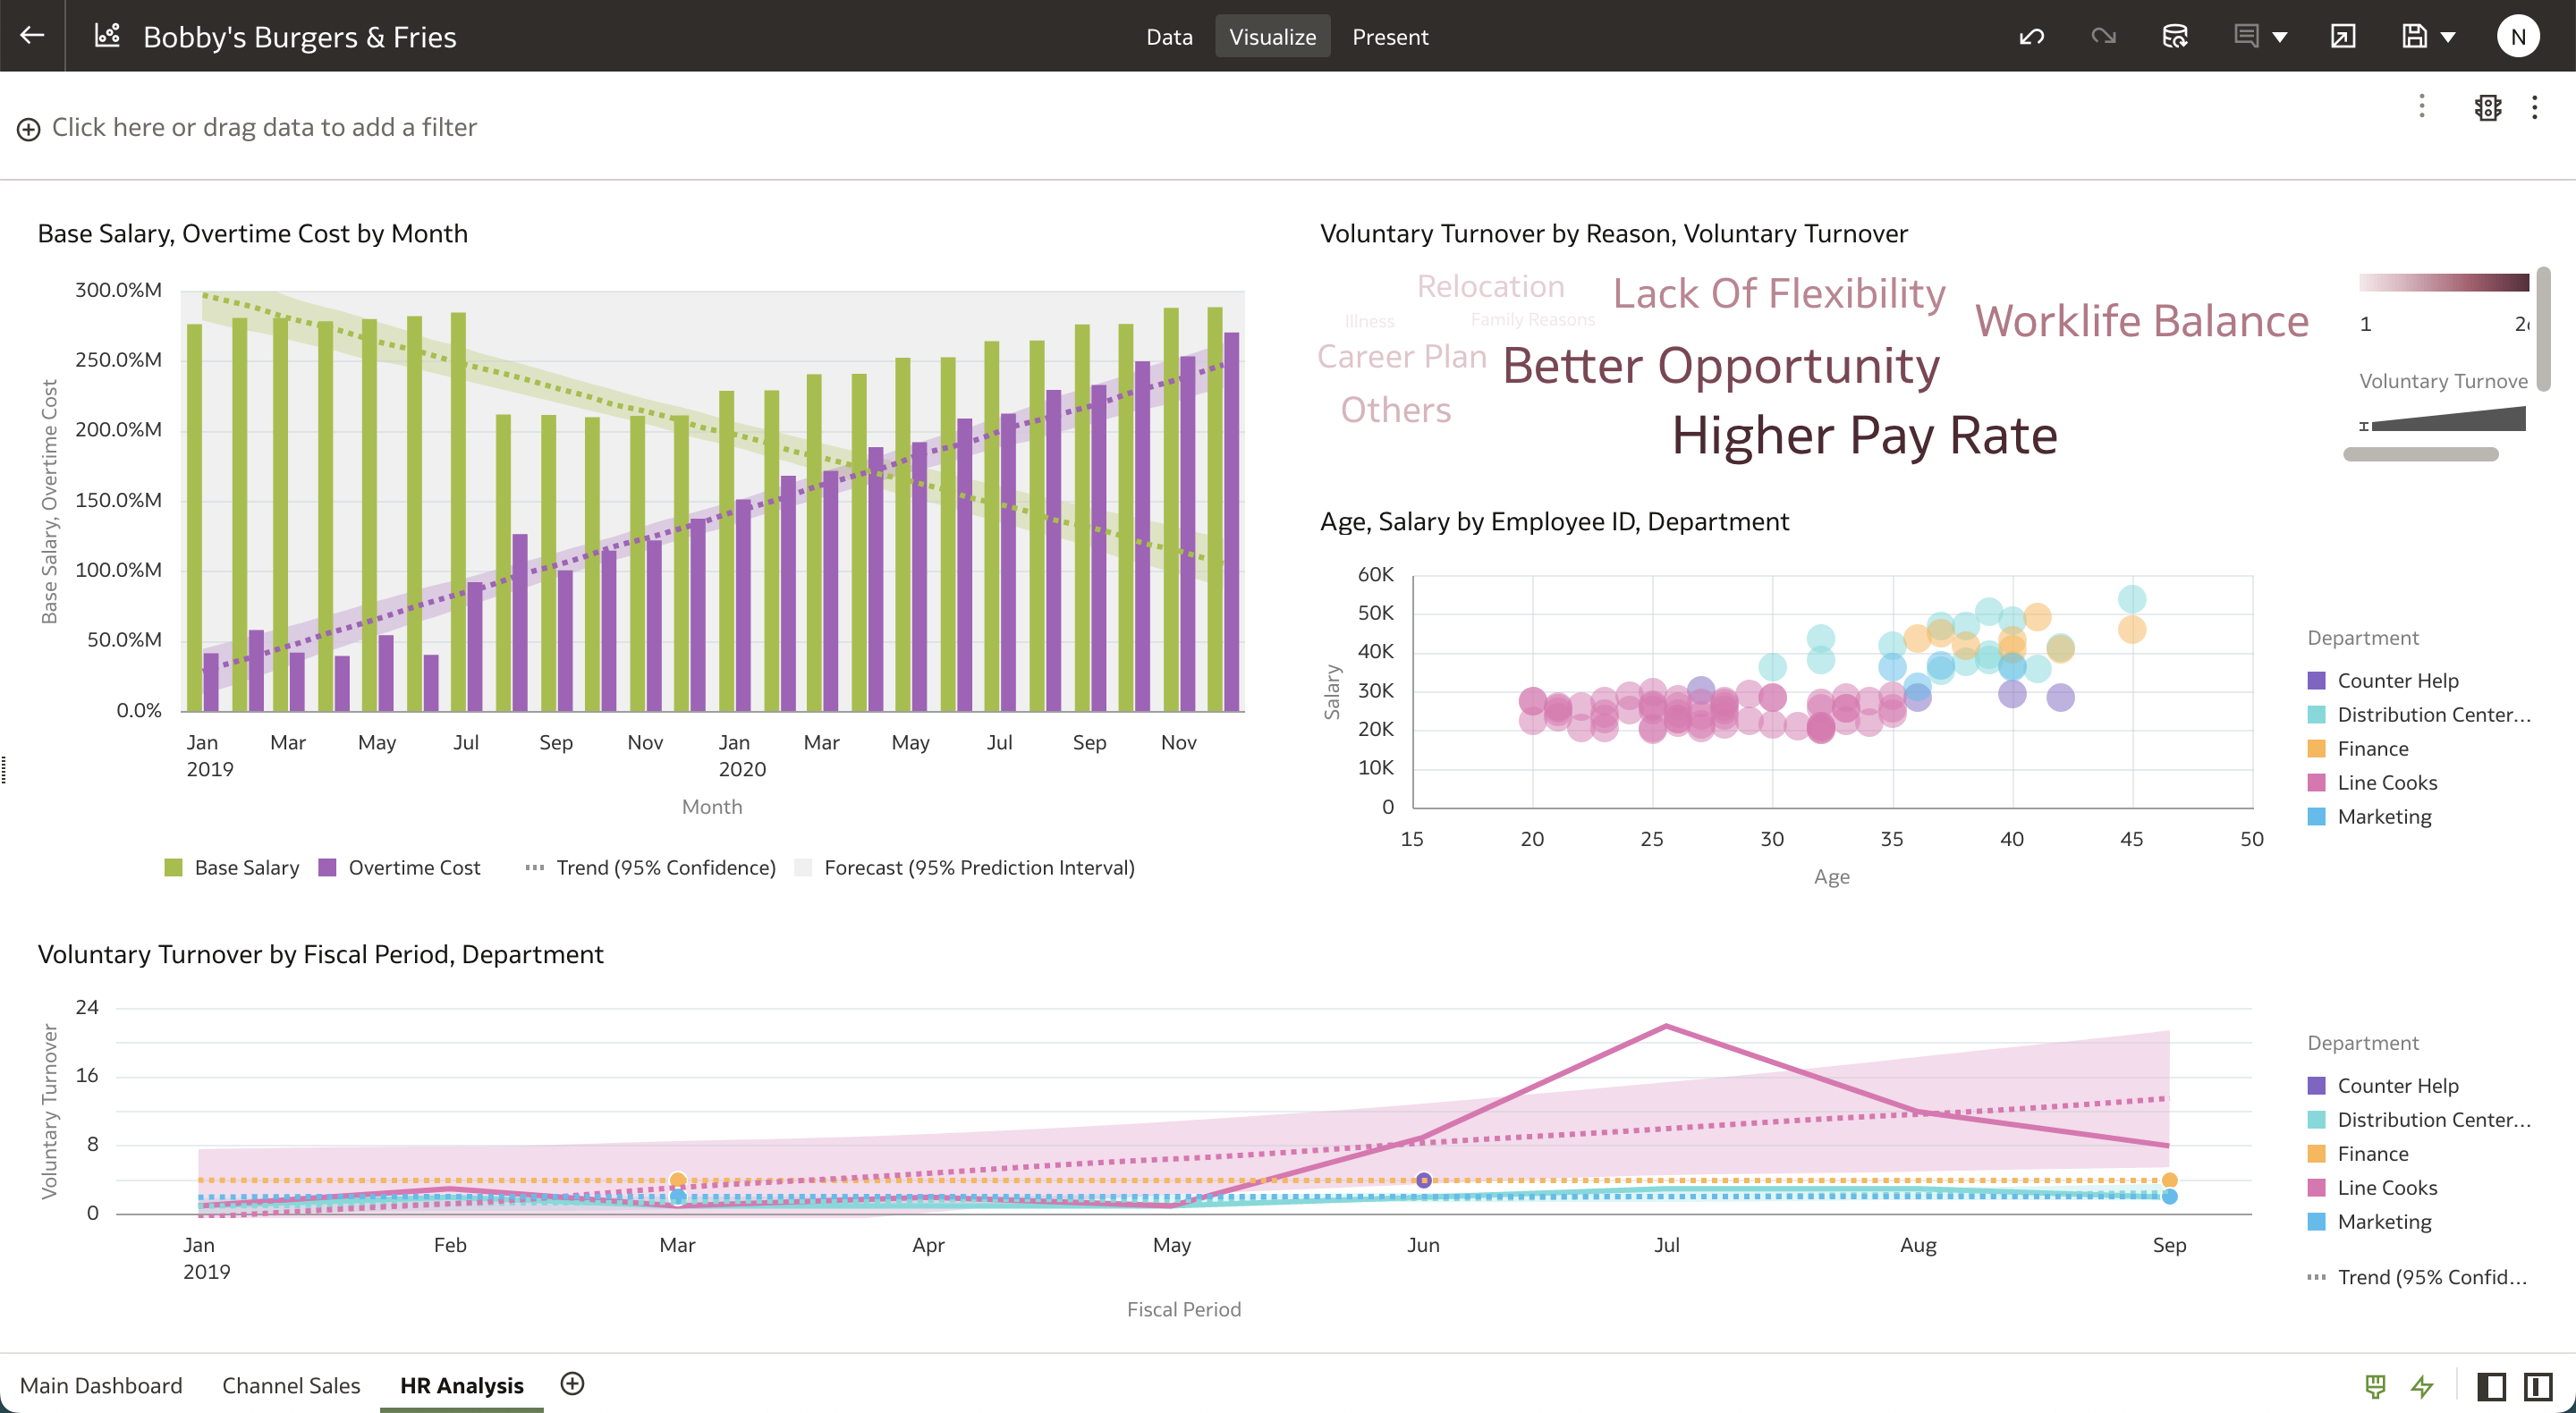 Bobby's Burgers & Fries
Data Visualize Present
N
Click here or drag data to add a filter
Base Salary, Overtime Cost by Month
300.0%M
250.0%M
200.0%M
150.0%M
100.0%M
50.0%M
0.0%
Base Salary, Overtime Cost
Jan Mar May Jul Sep Nov Jan Mar May Jul Sep Nov
2019 2020
Month
Base Salary Overtime Cost Trend (95% Confidence) Forecast (95% Prediction Interval)
Voluntary Turnover by Reason, Voluntary Turnover
Relocation
Lack Of Flexibility
Illness
Family Reasons
Worklife Balance
Career Plan
Better Opportunity
Others
Higher Pay Rate
1
Voluntary Turnove
Age, Salary by Employee ID, Department
60K
50K
40K
30K
20K
10K
0
Salary
15 20 25 30 35 40 45 50
Age
Department
Counter Help
Distribution Center...
Finance
Line Cooks
Marketing
Voluntary Turnover by Fiscal Period, Department
24
16
8
0
Voluntary Turnover
Jan Feb Mar Apr May Jun Jul Aug Sep
2019
Fiscal Period
Department
Counter Help
Distribution Center...
Finance
Line Cooks
Marketing
Trend (95% Confid...
Main Dashboard Channel Sales HR Analysis